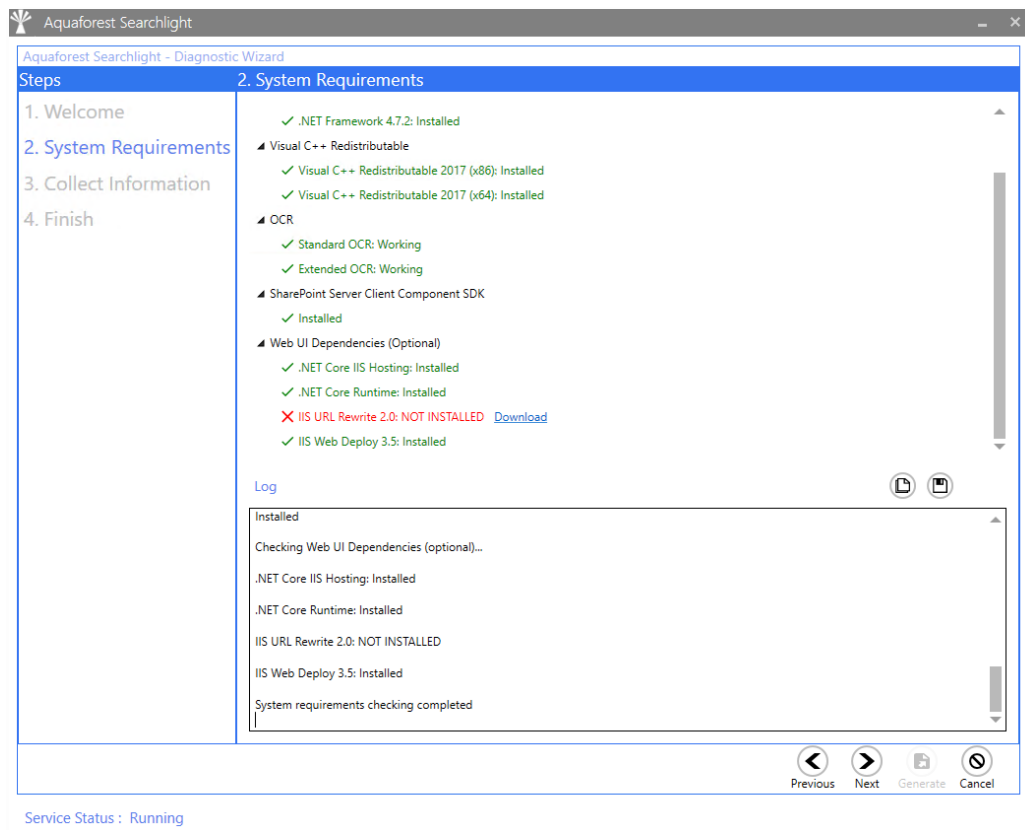 Aquaforest Searchlight
Aquaforest Searchlight - Diagnostic Wizard
Steps
2. System Requirements
1. Welcome
2. System Requirements
3. Collect Information
4. Finish
.NET Framework 4.7.2: Installed
Visual C++ Redistributable
Visual C++ Redistributable 2017 (x86): Installed
Visual C++ Redistributable 2017 (x64): Installed
OCR
Standard OCR: Working
Extended OCR: Working
SharePoint Server Client Component SDK
Installed
Web UI Dependencies (Optional)
.NET Core IIS Hosting: Installed
.NET Core Runtime: Installed
IIS URL Rewrite 2.0: NOT INSTALLED Download
IIS Web Deploy 3.5: Installed
Log
Installed
Checking Web UI Dependencies (optional)...
.NET Core IIS Hosting: Installed
.NET Core Runtime: Installed
IIS URL Rewrite 2.0: NOT INSTALLED
IIS Web Deploy 3.5: Installed
System requirements checking completed
Previous Next Generate Cancel
Service Status : Running